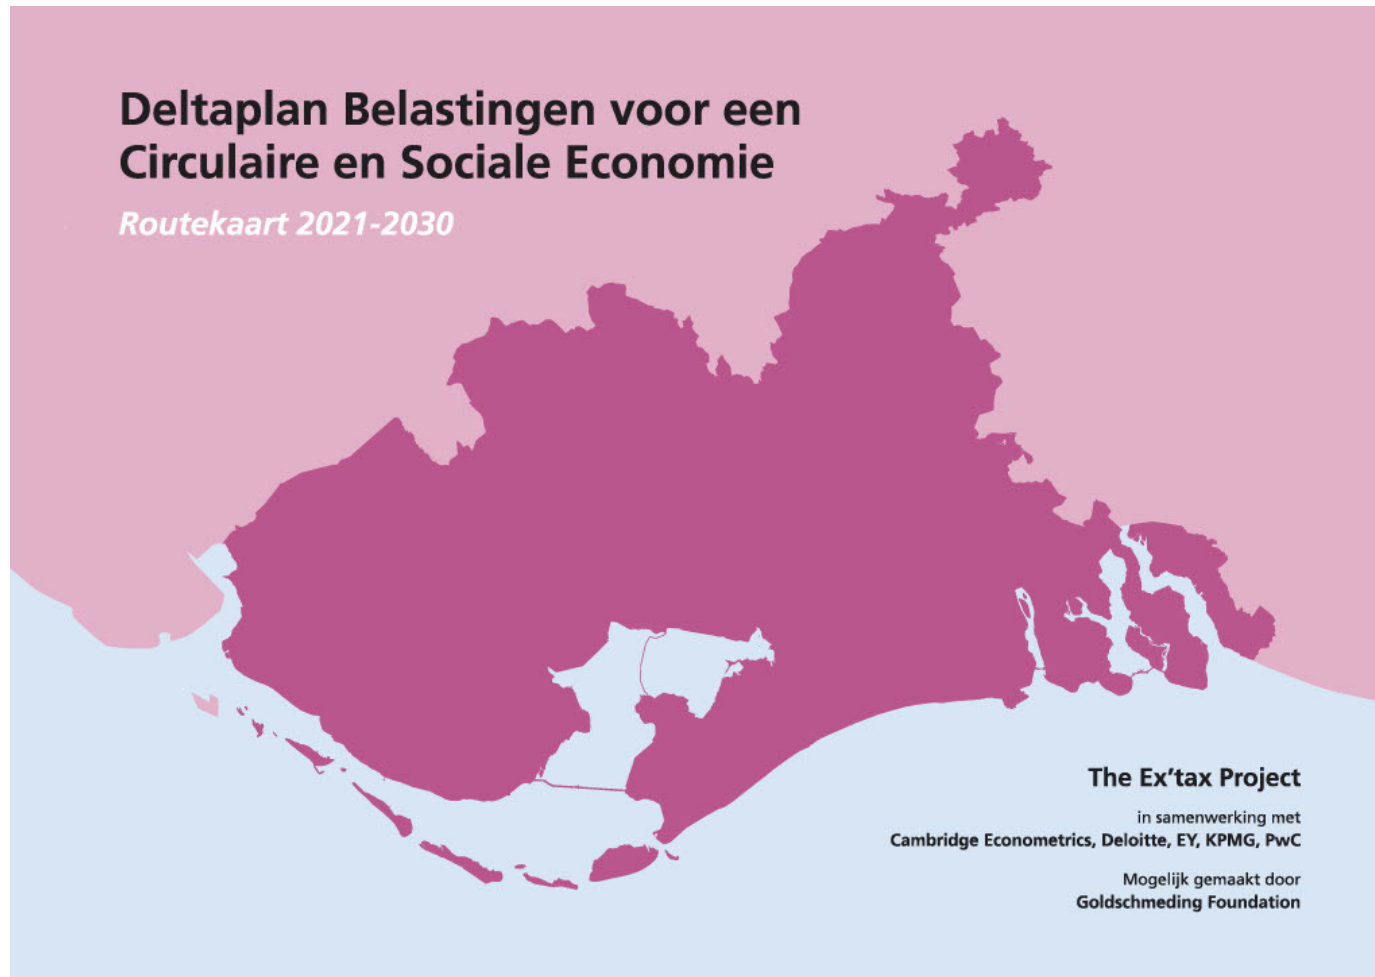 Deltaplan Belastingen voor een
Circulaire en Sociale Economie
Routekaart 2021-2030
The Ex’tax Project
in samenwerking met
Cambridge Econometrics, Deloitte, EY, KPMG, PwC
Mogelijk gemaakt door
Goldschmeding Foundation